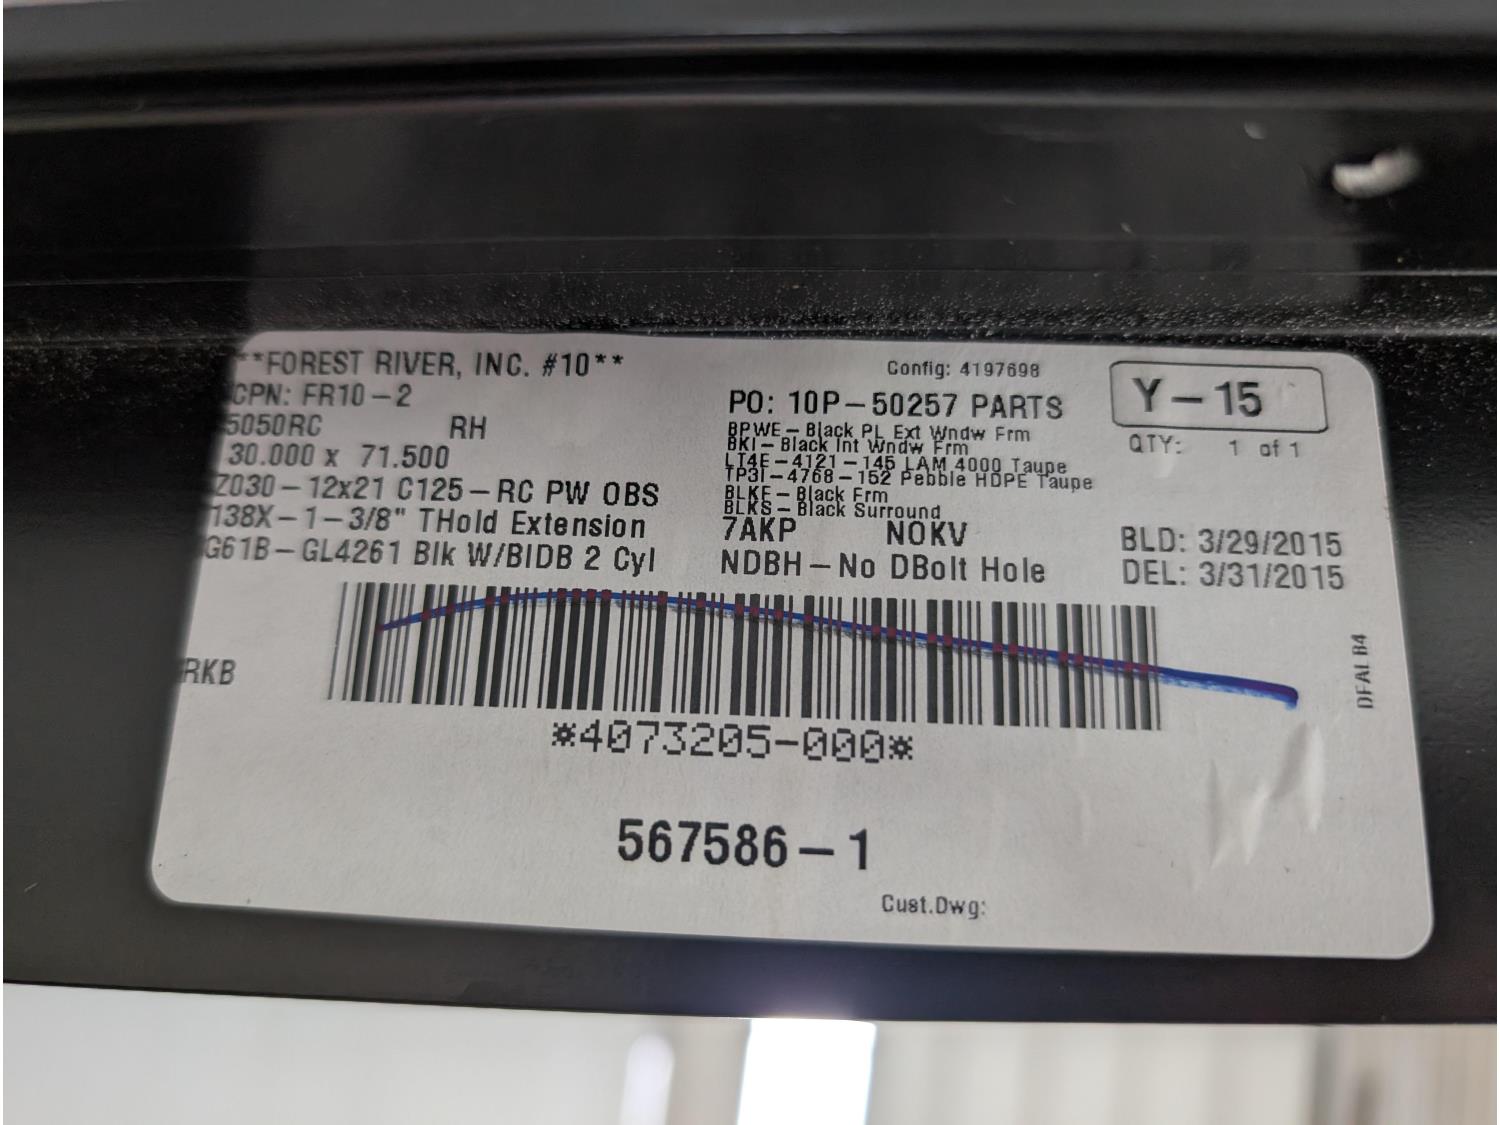 **FOREST RIVER, INC. #10**
CPN: FR10-2
5050RC RH
30.000 x 71.500
Z030-12x21 C125-RC PW OBS
138X-1-3/8" THold Extension
G61B-GL4261 Blk W/BIDB 2 Cyl
Config: 4197698
PO: 10P-50257 PARTS
BPWE-Black PL Ext Wndw Frm
BKI-Black Int Wndw Frm
LT4E-4121-145 LAM 4000 Taupe
TP3I-4768-152 Pebble HDPE Taupe
BLKE-Black Frm
BLKS-Black Surround
7AKP NOKV
NDBH-No DBolt Hole
Y-15
QTY: 1 of 1
BLD: 3/29/2015
DEL: 3/31/2015
RKB
*4073205-000*
567586-1
Cust.Dwg: